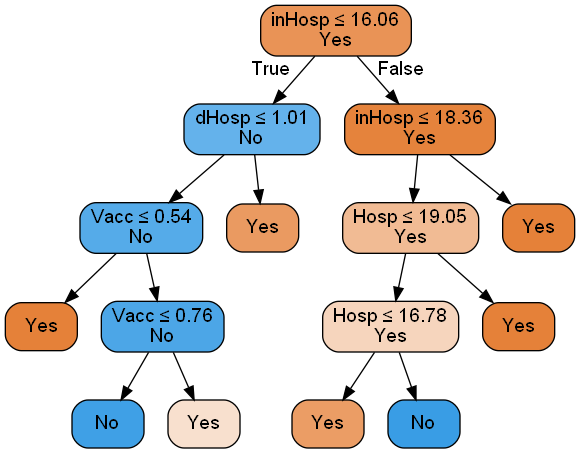 inHosp ≤ 16.06
Yes
True
False
dHosp ≤ 1.01
No
inHosp ≤ 18.36
Yes
Vacc ≤ 0.54
No
Yes
Hosp ≤ 19.05
Yes
Yes
Yes
Vacc ≤ 0.76
No
Hosp ≤ 16.78
Yes
Yes
No
Yes
Yes
No